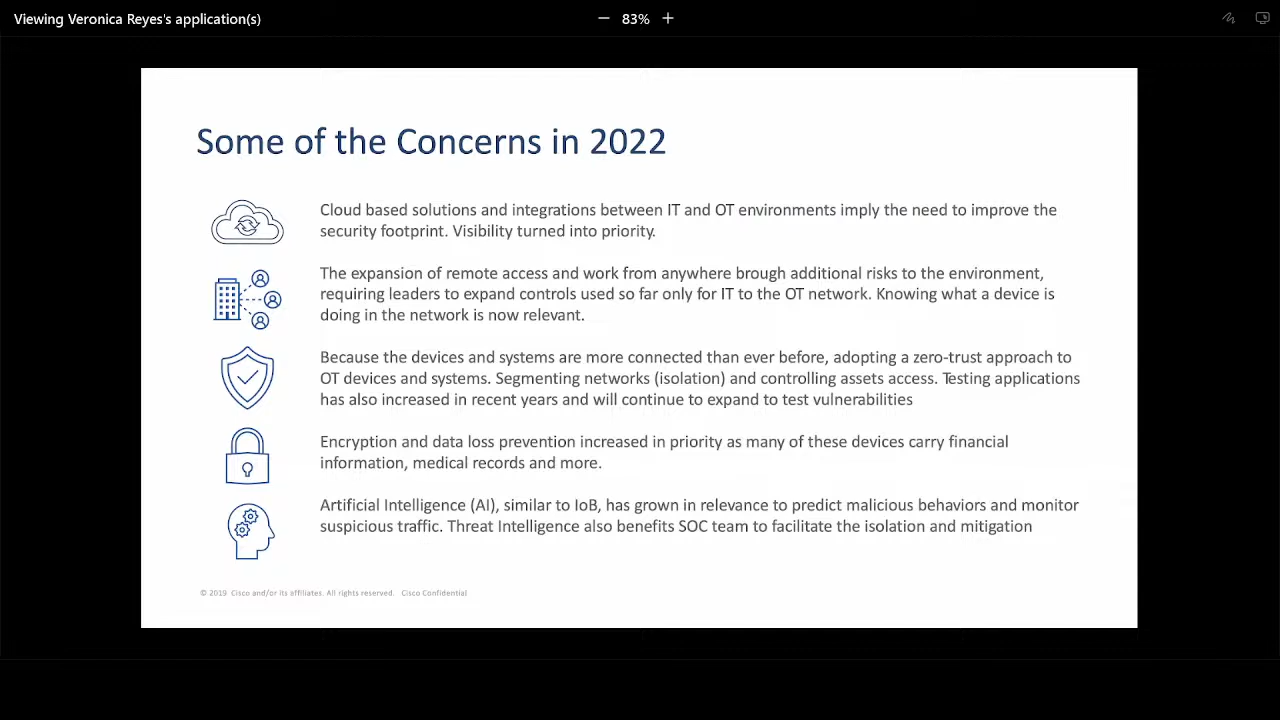 Viewing Veronica Reyes's application(s)
83%
Some of the Concerns in 2022
Cloud based solutions and integrations between IT and OT environments imply the need to improve the
security footprint. Visibility turned into priority.
The expansion of remote access and work from anywhere brough additional risks to the environment,
requiring leaders to expand controls used so far only for IT to the OT network. Knowing what a device is
doing in the network is now relevant.
Because the devices and systems are more connected than ever before, adopting a zero-trust approach to
OT devices and systems. Segmenting networks (isolation) and controlling assets access. Testing applications
has also increased in recent years and will continue to expand to test vulnerabilities
Encryption and data loss prevention increased in priority as many of these devices carry financial
information, medical records and more.
Artificial Intelligence (AI), similar to IoB, has grown in relevance to predict malicious behaviors and monitor
suspicious traffic. Threat Intelligence also benefits SOC team to facilitate the isolation and mitigation
© 2019 Cisco and/or its affiliates. All rights reserved. Cisco Confidential